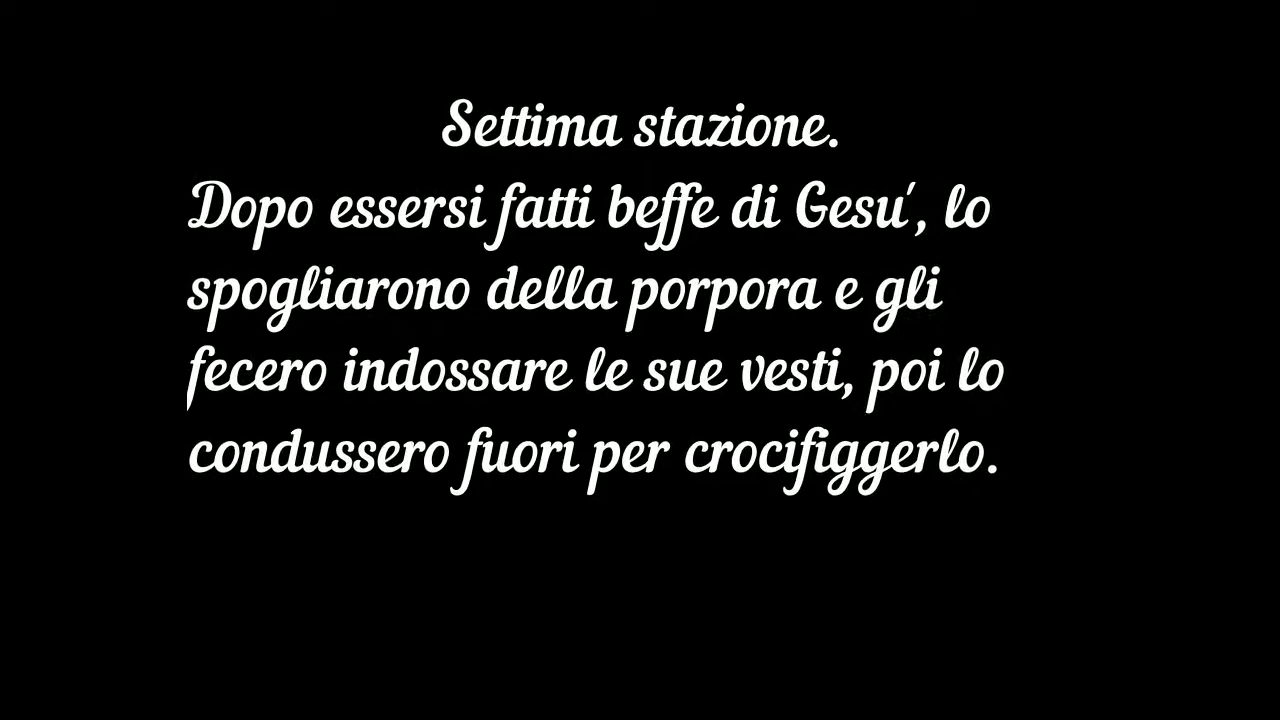 Settima stazione.
Dopo essersi fatti beffe di Gesu', lo
spogliarono della porpora e gli
fecero indossare le sue vesti, poi lo
condussero fuori per crocifiggerlo.